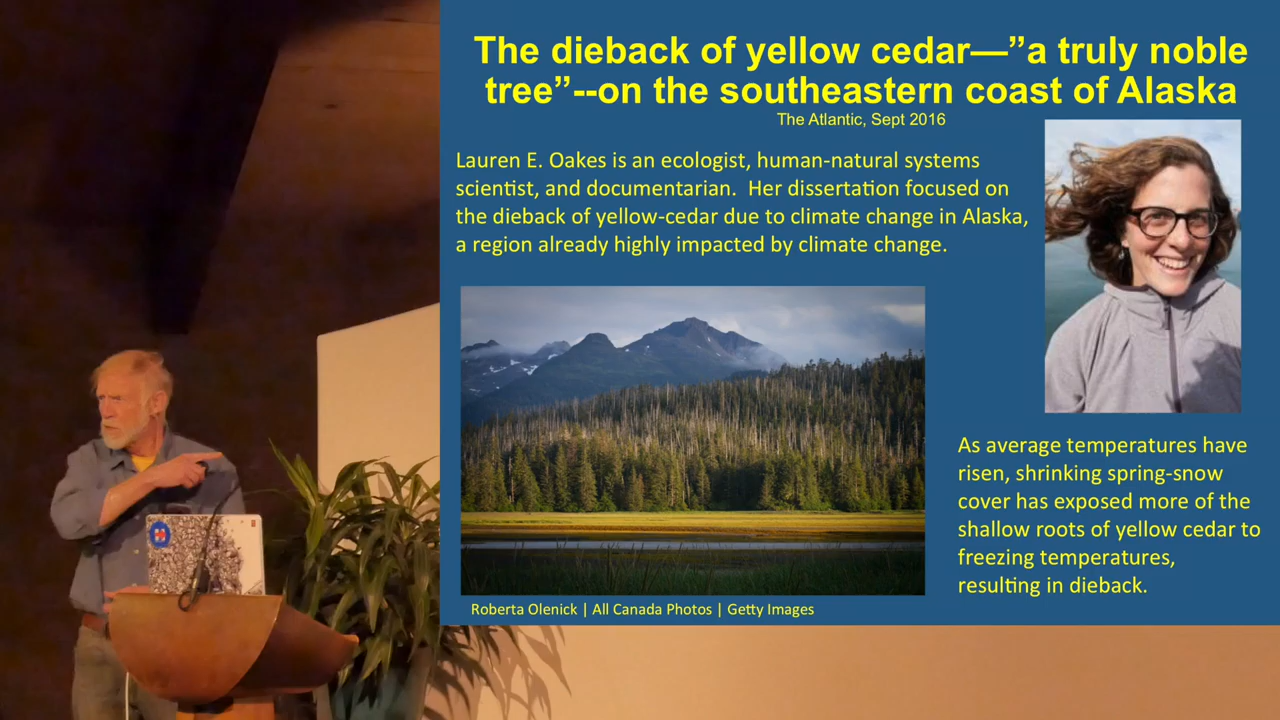 The dieback of yellow cedar—”a truly noble
tree”--on the southeastern coast of Alaska
The Atlantic, Sept 2016
Lauren E. Oakes is an ecologist, human-natural systems
scientist, and documentarian.  Her dissertation focused on
the dieback of yellow-cedar due to climate change in Alaska,
a region already highly impacted by climate change.
As average temperatures have
risen, shrinking spring-snow
cover has exposed more of the
shallow roots of yellow cedar to
freezing temperatures,
resulting in dieback.
Roberta Olenick | All Canada Photos | Getty Images